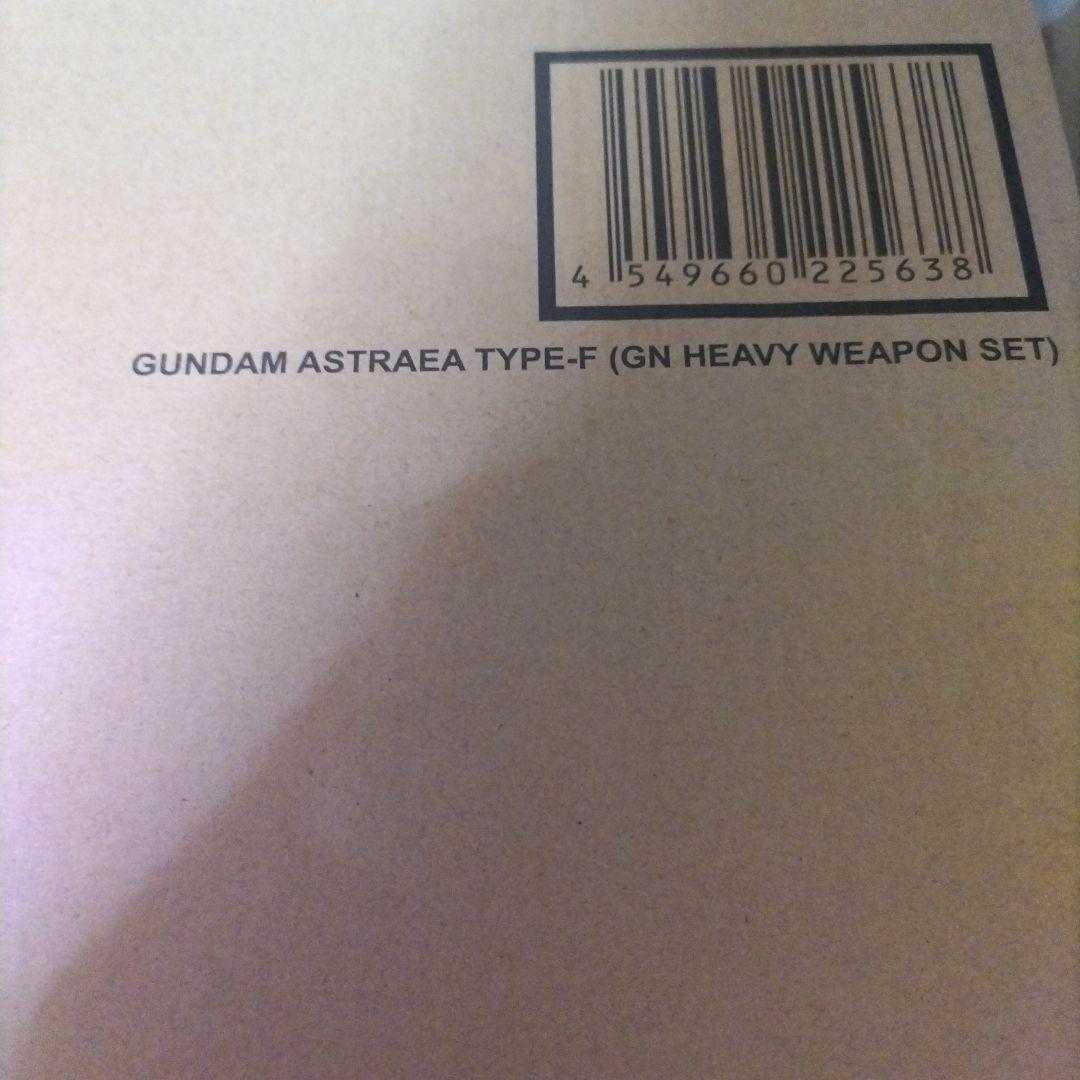 4 549660 225638
GUNDAM ASTRAEA TYPE-F (GN HEAVY WEAPON SET)